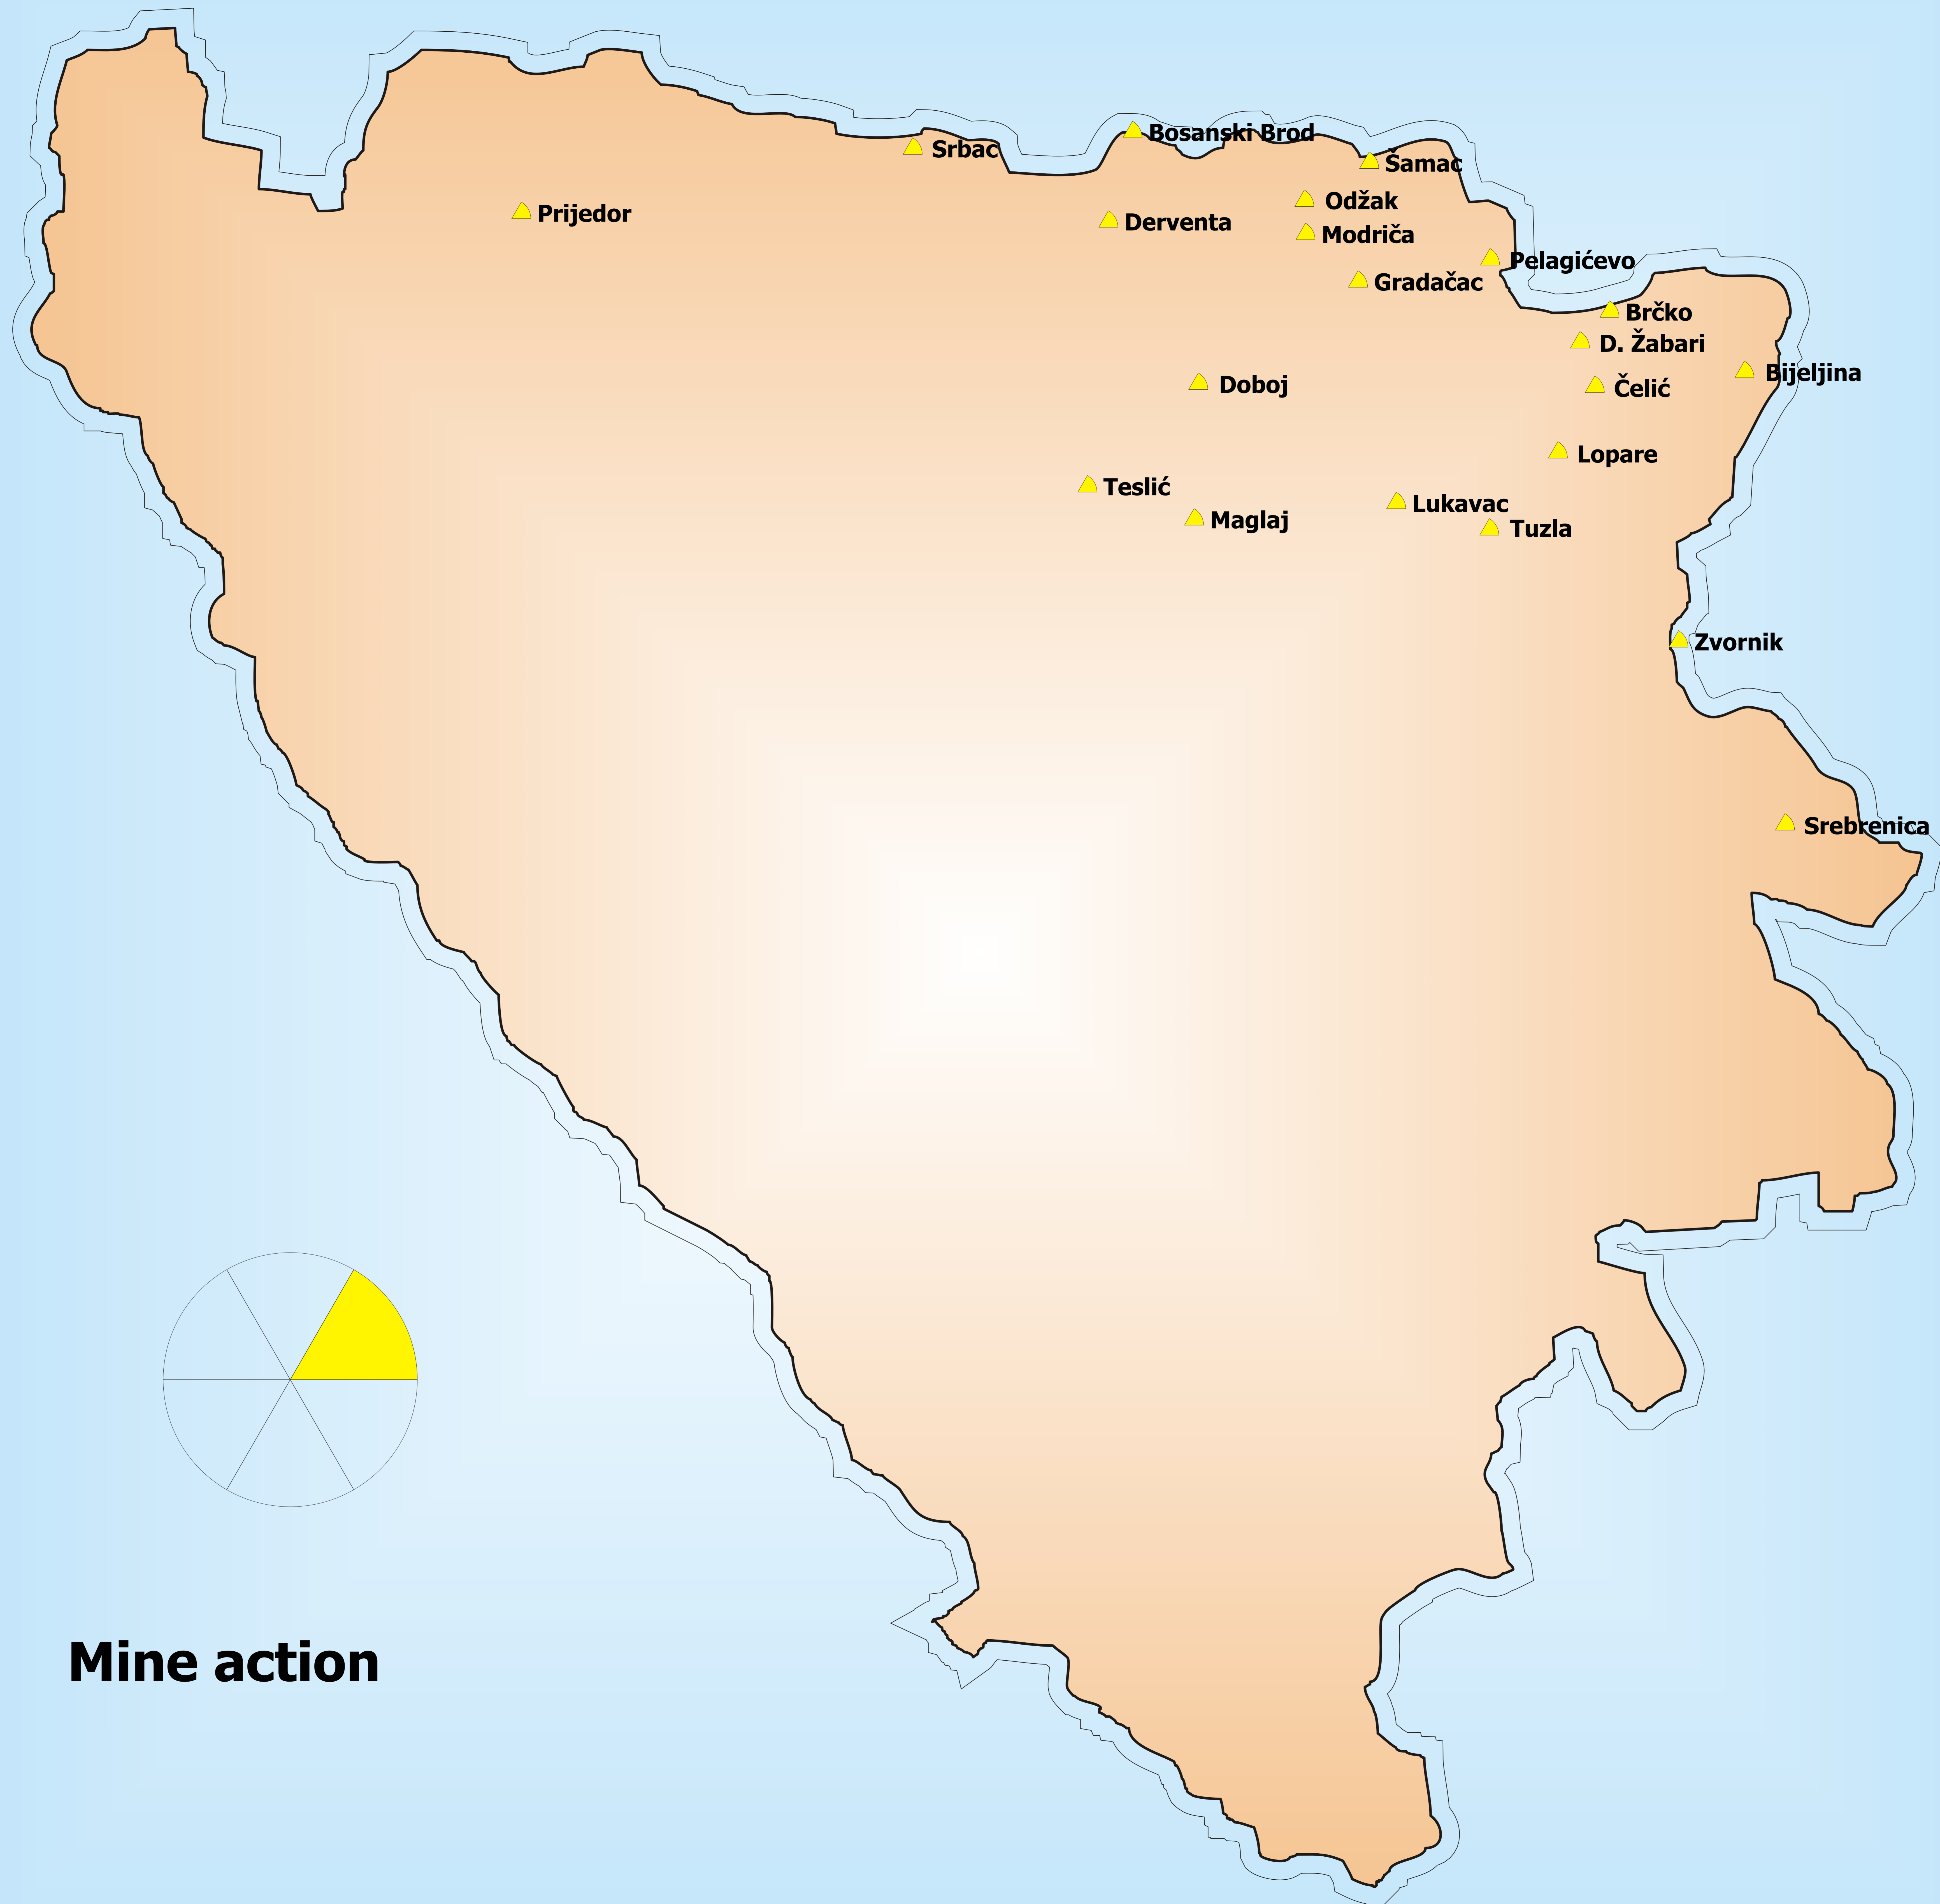 Bosanski Brod
Srbac
Šamac
Odžak
Prijedor
Derventa
Modriča
Pelagićevo
Gradačac
Brčko
D. Žabari
Bijeljina
Doboj
Čelić
Lopare
Teslić
Lukavac
Maglaj
Tuzla
Zvornik
Srebrenica
Mine action